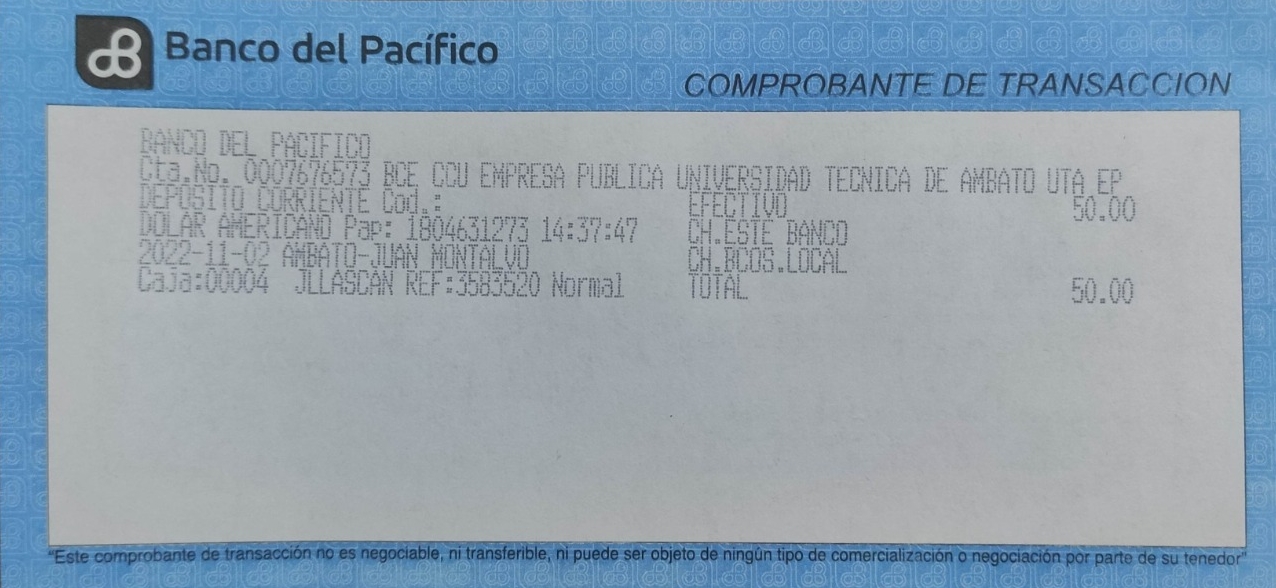 Banco del Pacífico
COMPROBANTE DE TRANSACCION
BANCO DEL PACIFICO
Cta.No. 0007676573 BCE CCU EMPRESA PUBLICA UNIVERSIDAD TECNICA DE AMBATO UTA EP
DEPOSITO CORRIENTE Cod.: EFECTIVO 50.00
DOLAR AMERICANO Pap: 1804631273 14:37:47 CH.ESTE BANCO
2022-11-02 AMBATO-JUAN MONTALVO CH.BCOS.LOCAL
Caja:00004 JLLASCAN REF:3583520 Normal TOTAL 50.00
"Este comprobante de transacción no es negociable, ni transferible, ni puede ser objeto de ningún tipo de comercialización o negociación por parte de su tenedor"